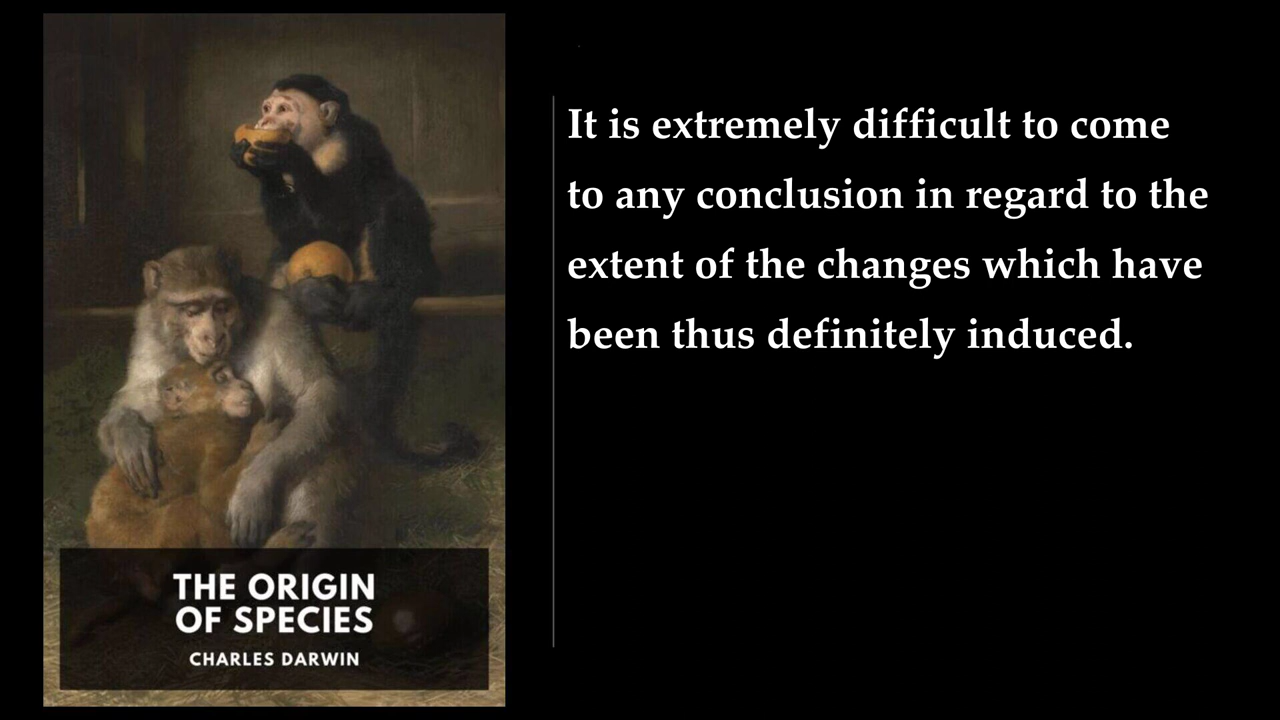 THE ORIGIN
OF SPECIES
CHARLES DARWIN
It is extremely difficult to come
to any conclusion in regard to the
extent of the changes which have
been thus definitely induced.